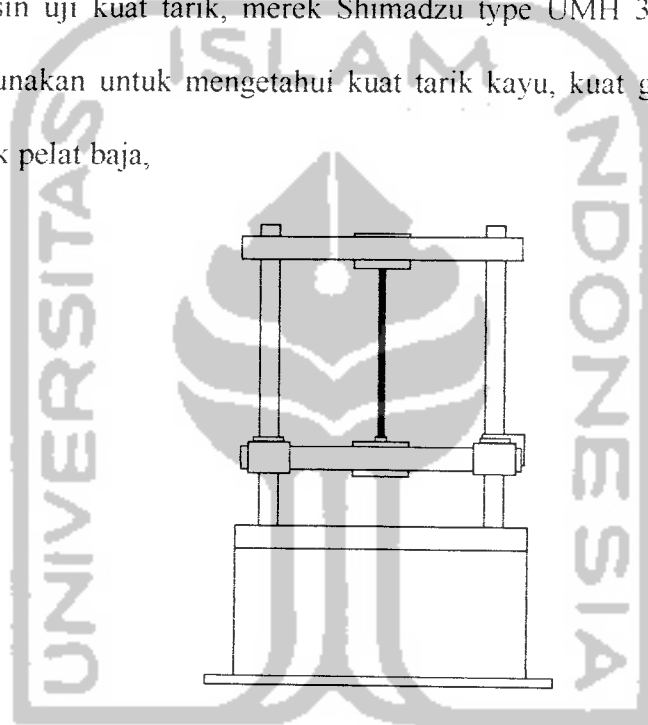 sin uji kuat tarik, merek Shimadzu type UMH 3
unakan untuk mengetahui kuat tarik kayu, kuat g
k pelat baja,
UNIVERSITAS
ISLAM
INDONESIA